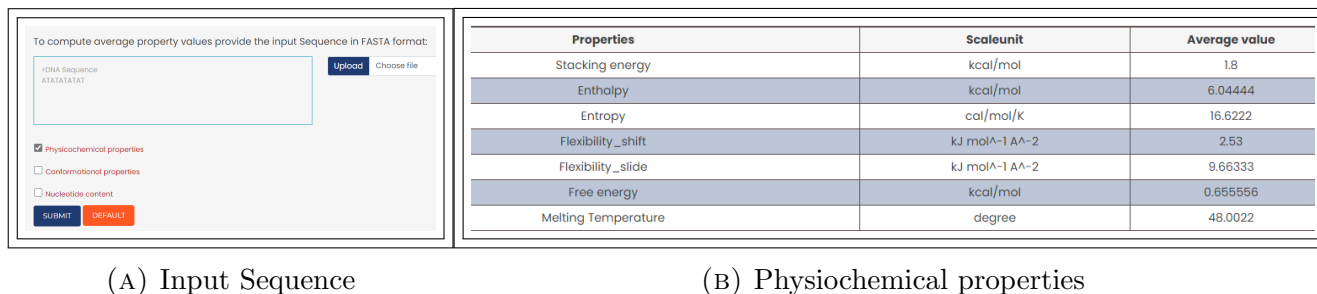 To compute average property values provide the input Sequence in FASTA format:
>DNA Sequence
ATATATATAT
Upload Choose file
Physicochemical properties
Conformational properties
Nucleotide content
SUBMIT DEFAULT
(A) Input Sequence
Properties Scaleunit Average value
Stacking energy kcal/mol 1.8
Enthalpy kcal/mol 6.04444
Entropy cal/mol/K 16.6222
Flexibility_shift kJ mol^-1 A^-2 2.53
Flexibility_slide kJ mol^-1 A^-2 9.66333
Free energy kcal/mol 0.655556
Melting Temperature degree 48.0022
(B) Physiochemical properties